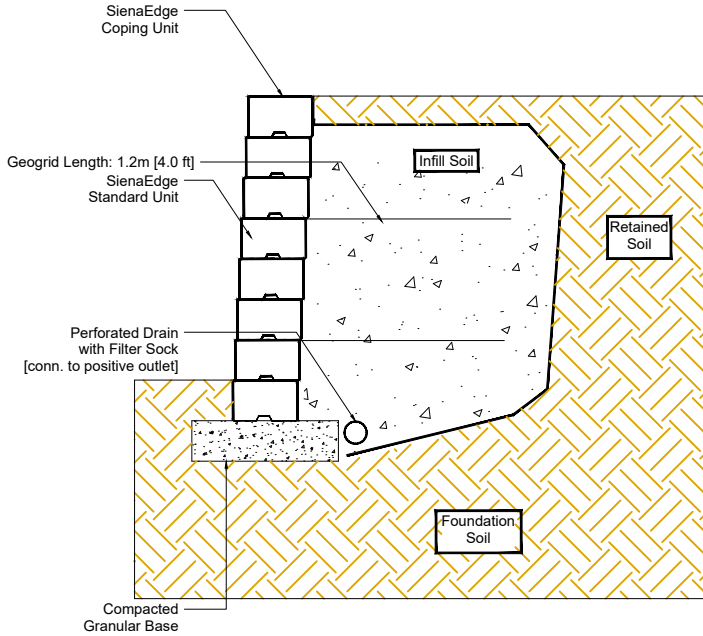 SienaEdge
Coping Unit
Geogrid Length: 1.2m [4.0 ft]
Infill Soil
SienaEdge
Standard Unit
Retained
Soil
Perforated Drain
with Filter Sock
[conn. to positive outlet]
Foundation
Soil
Compacted
Granular Base